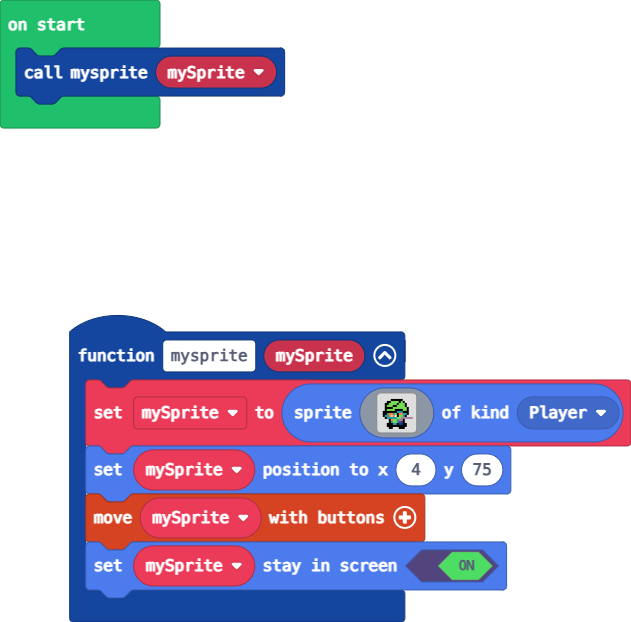 on start
call mysprite mySprite
function mysprite mySprite
set mySprite to sprite of kind Player
set mySprite position to x 4 y 75
move mySprite with buttons
set mySprite stay in screen ON